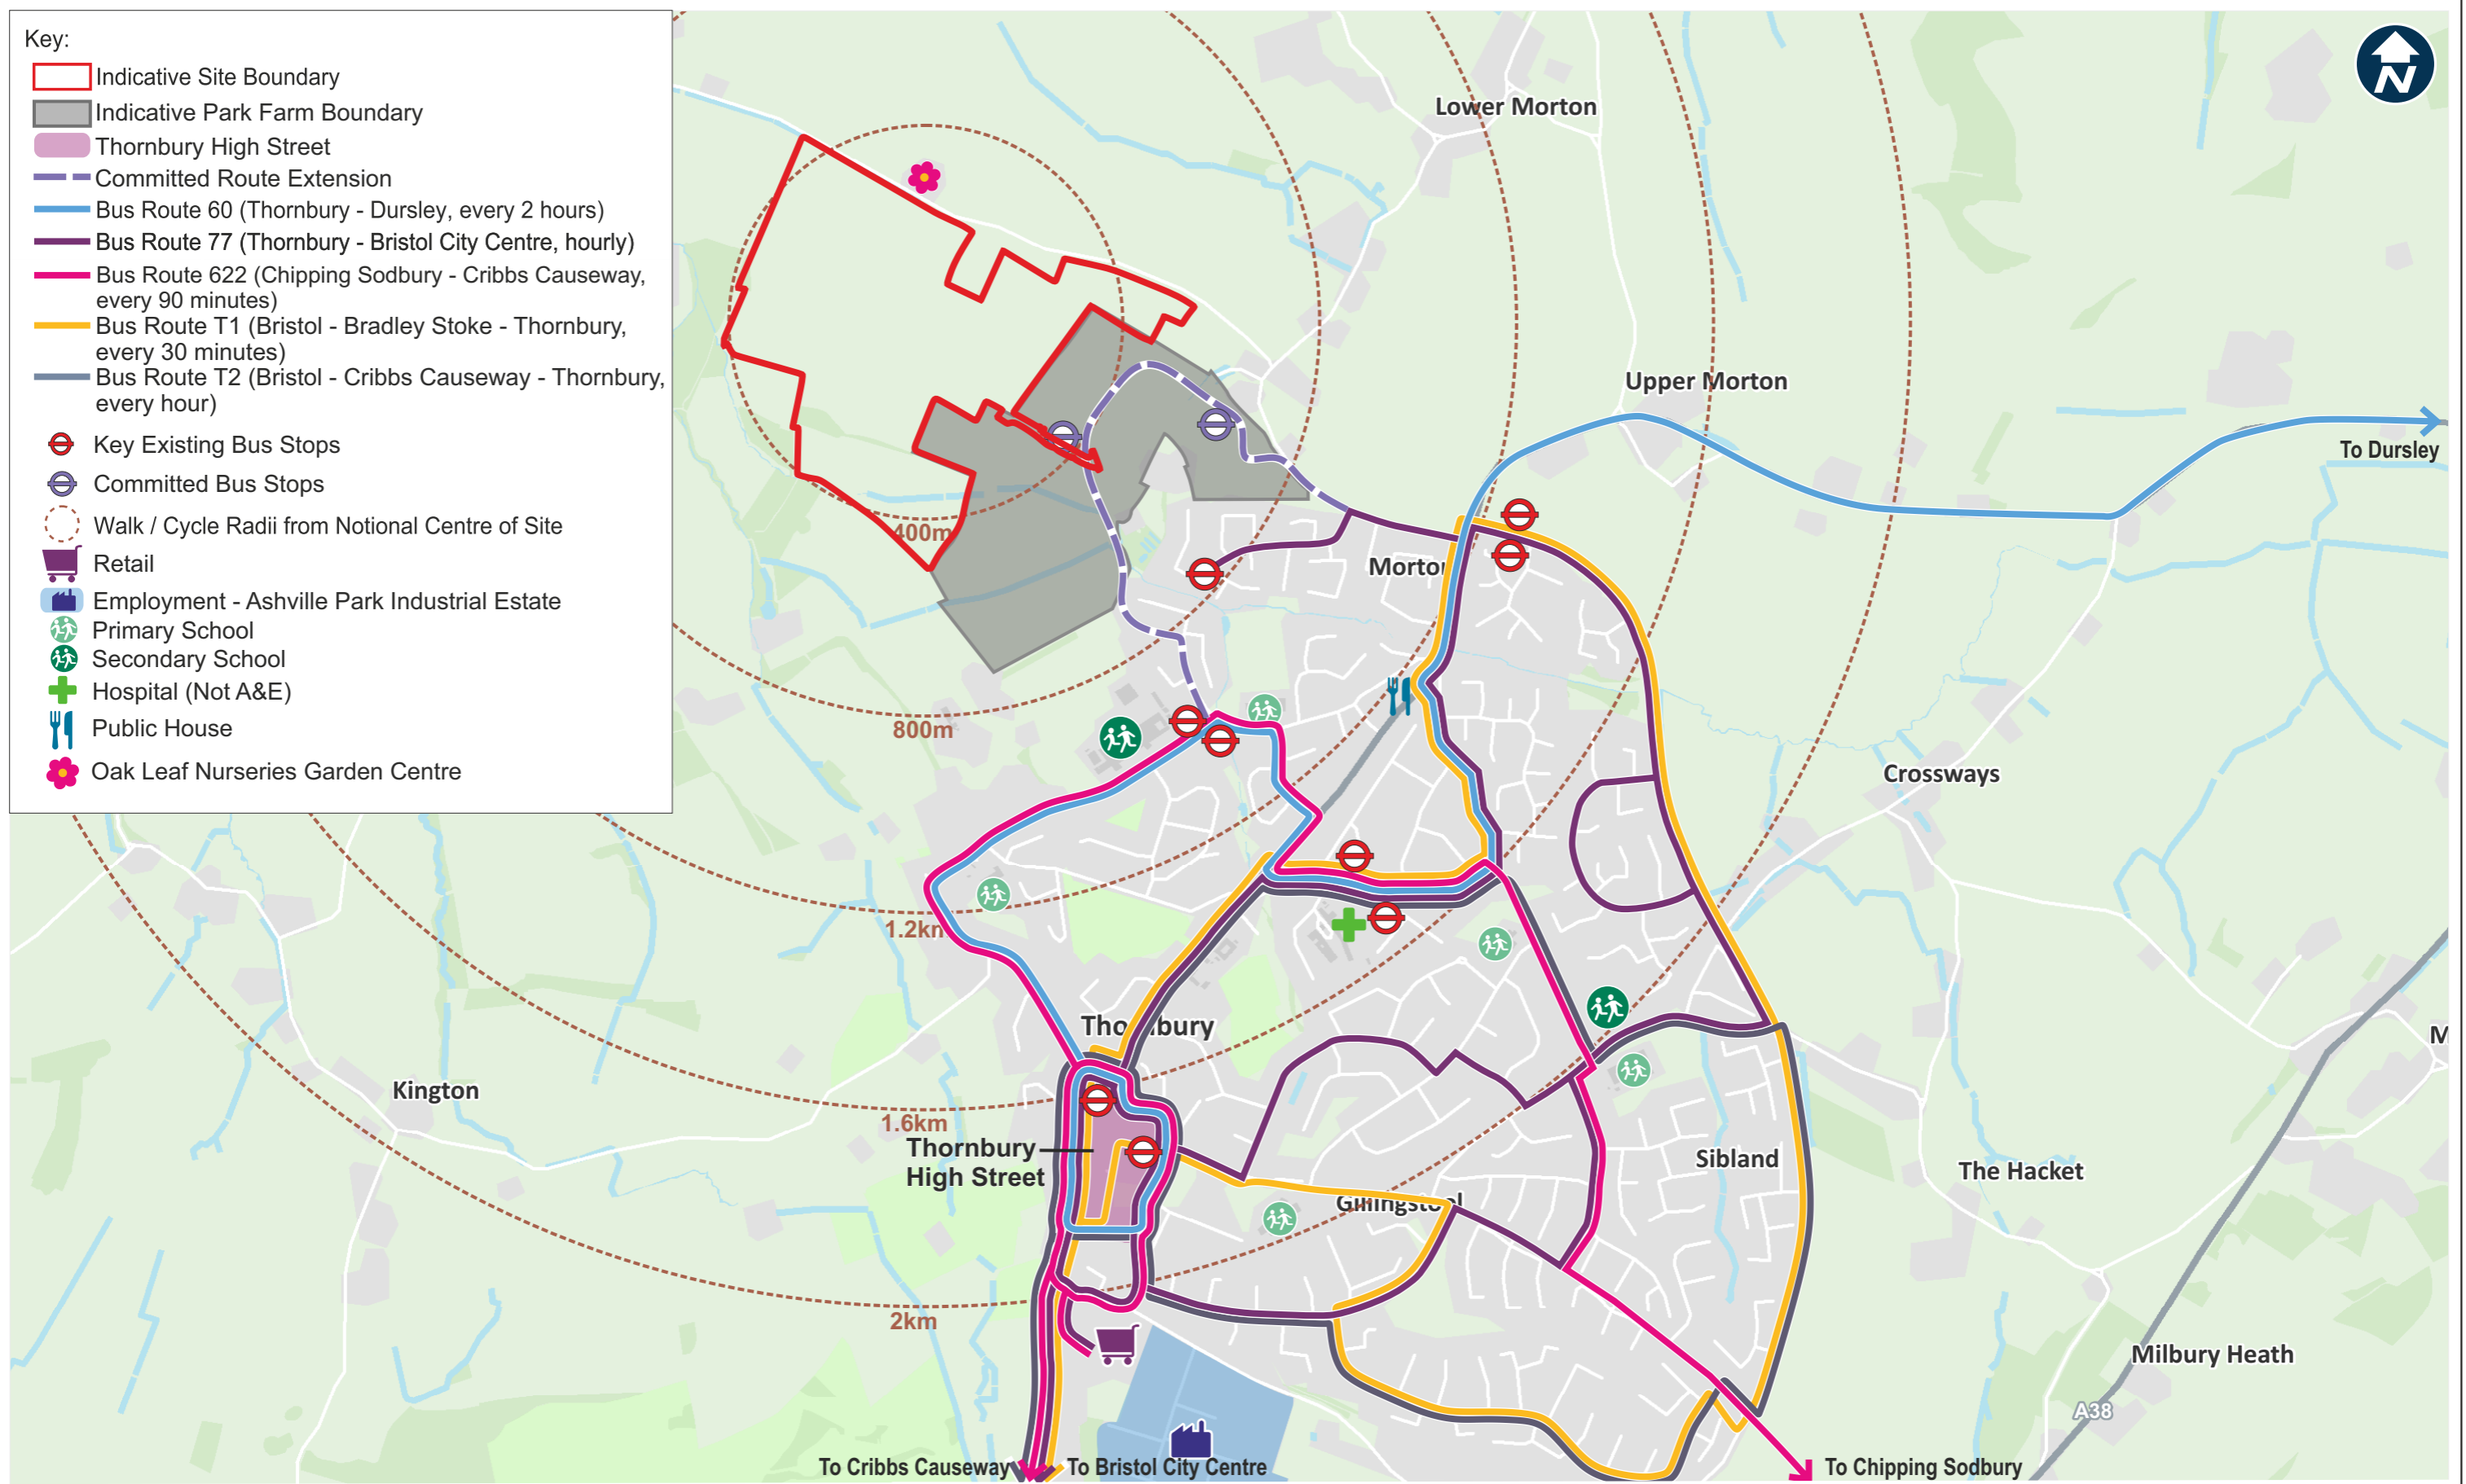 Key:
Indicative Site Boundary
Indicative Park Farm Boundary
Thornbury High Street
Committed Route Extension
Bus Route 60 (Thornbury - Dursley, every 2 hours)
Bus Route 77 (Thornbury - Bristol City Centre, hourly)
Bus Route 622 (Chipping Sodbury - Cribbs Causeway,
every 90 minutes)
Bus Route T1 (Bristol - Bradley Stoke - Thornbury,
every 30 minutes)
Bus Route T2 (Bristol - Cribbs Causeway - Thornbury,
every hour)
Key Existing Bus Stops
Committed Bus Stops
Walk / Cycle Radii from Notional Centre of Site
Retail
Employment - Ashville Park Industrial Estate
Primary School
Secondary School
Hospital (Not A&E)
Public House
Oak Leaf Nurseries Garden Centre
N
Lower Morton
Upper Morton
To Dursley
400m
Morton
800m
Crossways
1.2km
Thornbury
M
Kington
1.6km
Thornbury
High Street
Sibland
The Hacket
Gillingstool
2km
Milbury Heath
A38
To Cribbs Causeway
To Bristol City Centre
To Chipping Sodbury